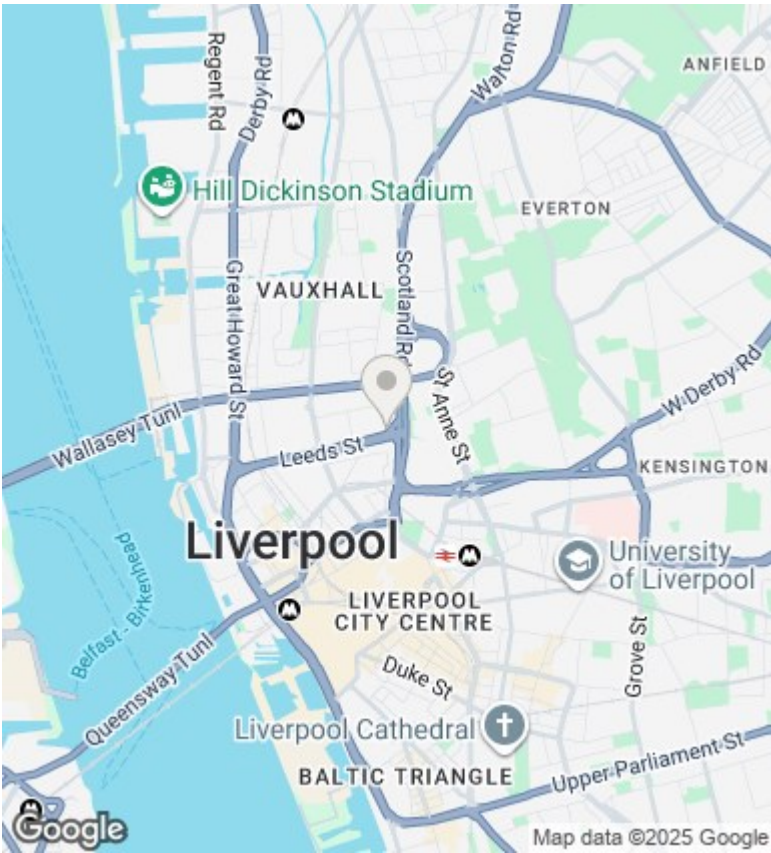 Regent Rd
Derby Rd
Walton Rd
ANFIELD
Hill Dickinson Stadium
EVERTON
Great Howard St
VAUXHALL
Scotland Rd
St Anne St
W Derby Rd
Wallasey Tunl
Leeds St
KENSINGTON
Liverpool
University
of Liverpool
LIVERPOOL
CITY CENTRE
Belfast - Birkenhead
Queensway Tunl
Duke St
Grove St
Liverpool Cathedral
BALTIC TRIANGLE
Upper Parliament St
Google
Map data ©2025 Google